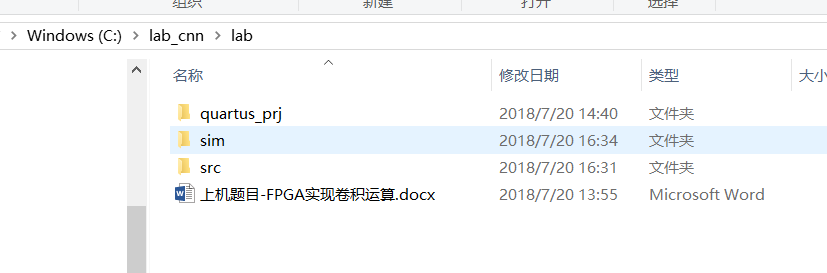 组织 新建 打开 选择
Windows (C:) lab_cnn lab
名称 修改日期 类型 大小
quartus_prj 2018/7/20 14:40 文件夹
sim 2018/7/20 16:34 文件夹
src 2018/7/20 16:31 文件夹
上机题目-FPGA实现卷积运算.docx 2018/7/20 13:55 Microsoft Word